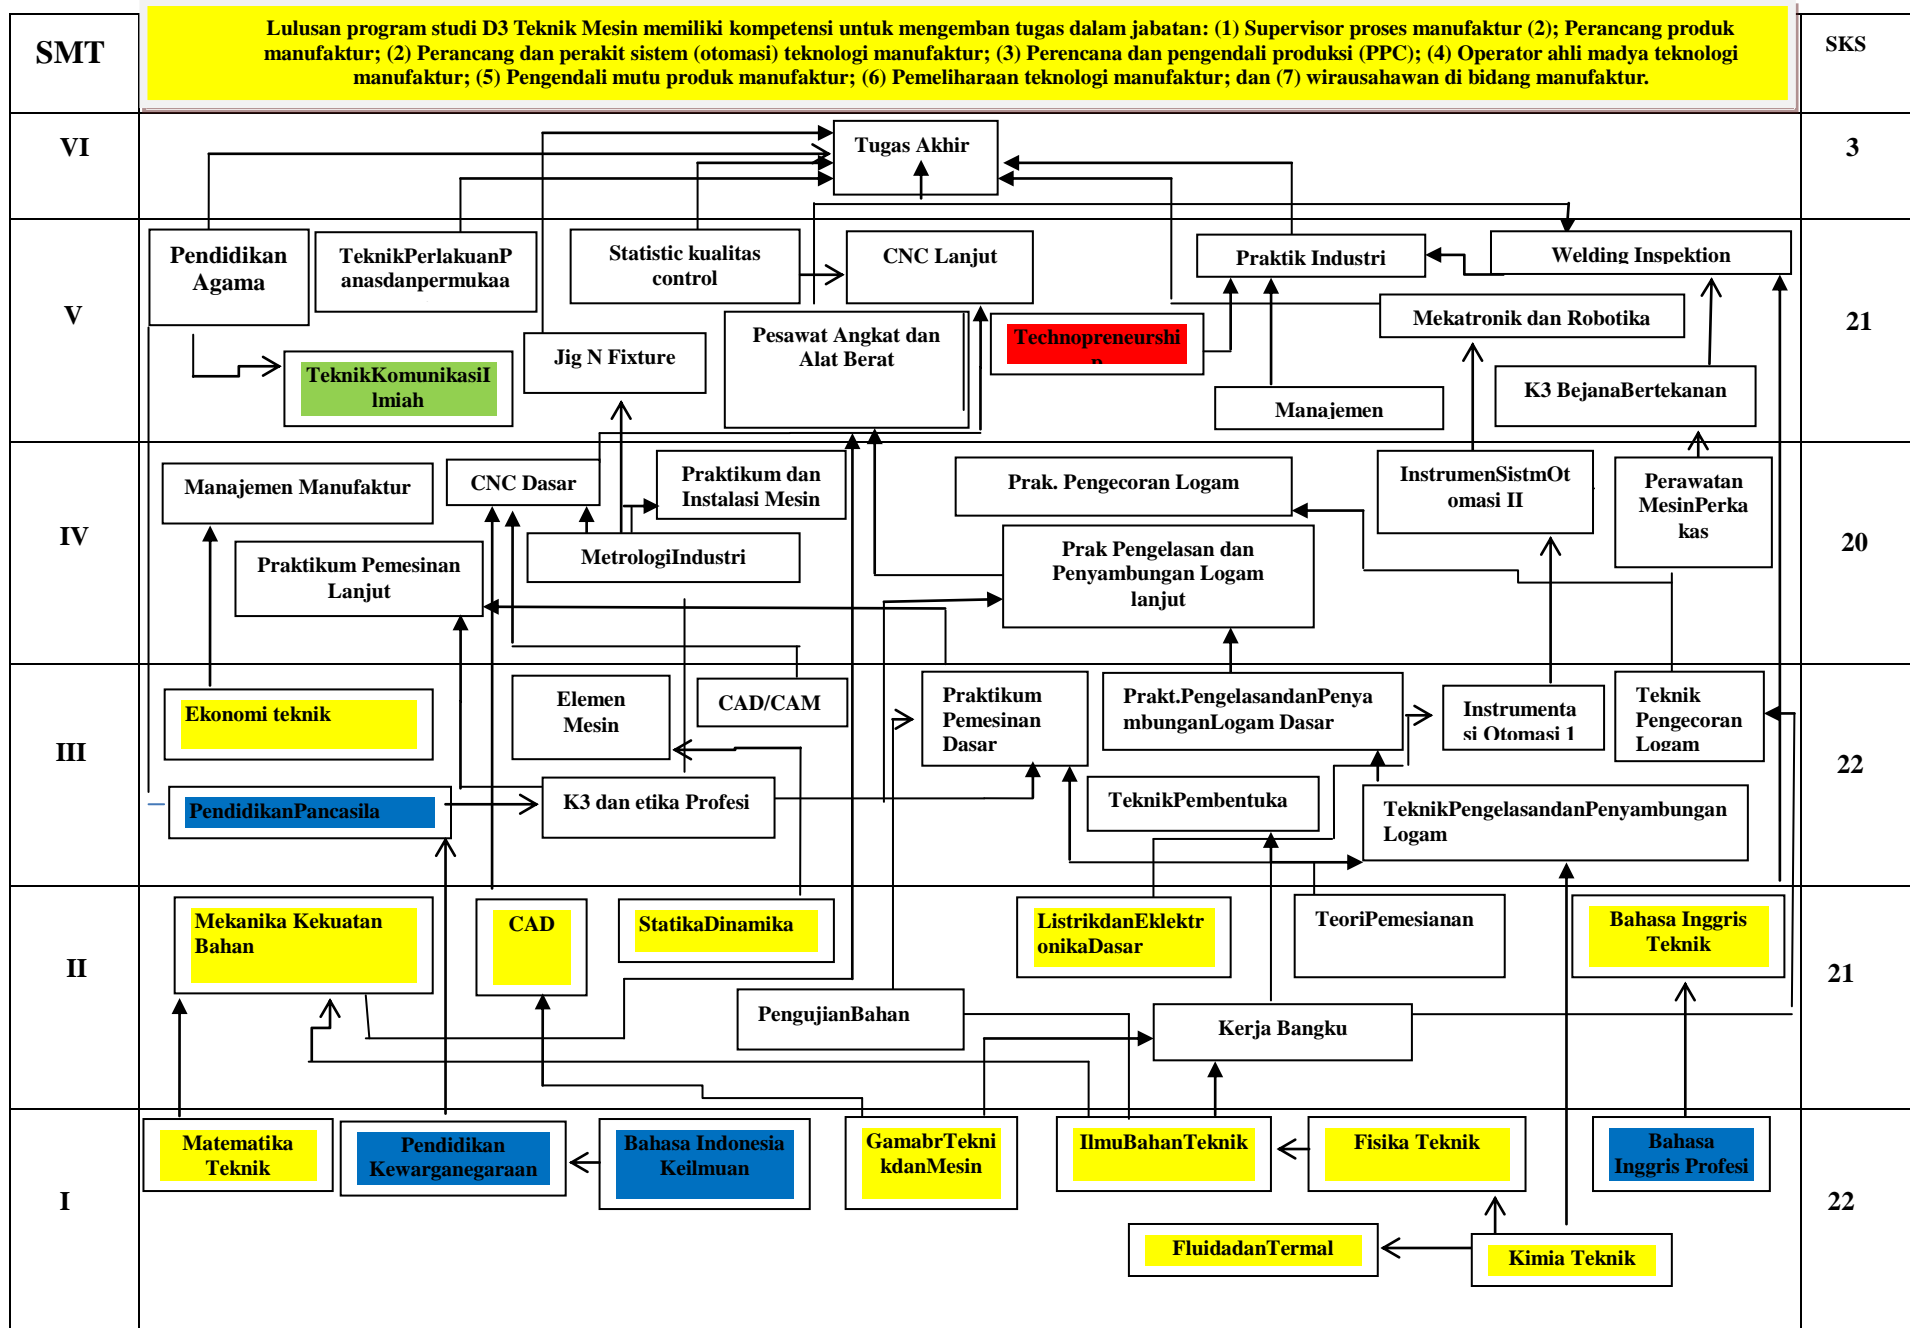 SMT
Lulusan program studi D3 Teknik Mesin memiliki kompetensi untuk mengemban tugas dalam jabatan: (1) Supervisor proses manufaktur (2); Perancang produk
manufaktur; (2) Perancang dan perakit sistem (otomasi) teknologi manufaktur; (3) Perencana dan pengendali produksi (PPC); (4) Operator ahli madya teknologi
manufaktur; (5) Pengendali mutu produk manufaktur; (6) Pemeliharaan teknologi manufaktur; dan (7) wirausahawan di bidang manufaktur.
SKS
VI
Tugas Akhir
3
V
Pendidikan
Agama
TeknikPerlakuanP
anasdanpermukaa
Statistic kualitas
control
CNC Lanjut
Praktik Industri
Welding Inspektion
Mekatronik dan Robotika
Pesawat Angkat dan
Alat Berat
Technopreneurshi
p
Jig N Fixture
TeknikKomunikasiI
lmiah
K3 BejanaBertekanan
Manajemen
21
IV
Manajemen Manufaktur
CNC Dasar
Praktikum dan
Instalasi Mesin
Prak. Pengecoran Logam
InstrumenSistmOt
omasi II
Perawatan
MesinPerka
kas
Praktikum Pemesinan
Lanjut
MetrologiIndustri
Prak Pengelasan dan
Penyambungan Logam
lanjut
20
III
Ekonomi teknik
Elemen
Mesin
CAD/CAM
Praktikum
Pemesinan
Dasar
Prakt.PengelasandanPenya
mbunganLogam Dasar
Instrumenta
si Otomasi 1
Teknik
Pengecoran
Logam
PendidikanPancasila
K3 dan etika Profesi
TeknikPembentuka
TeknikPengelasandanPenyambungan
Logam
22
II
Mekanika Kekuatan
Bahan
CAD
StatikaDinamika
ListrikdanEklektr
onikaDasar
TeoriPemesianan
Bahasa Inggris
Teknik
PengujianBahan
Kerja Bangku
21
I
Matematika
Teknik
Pendidikan
Kewarganegaraan
Bahasa Indonesia
Keilmuan
GamabrTekni
kdanMesin
IlmuBahanTeknik
Fisika Teknik
Bahasa
Inggris Profesi
FluidadanTermal
Kimia Teknik
22